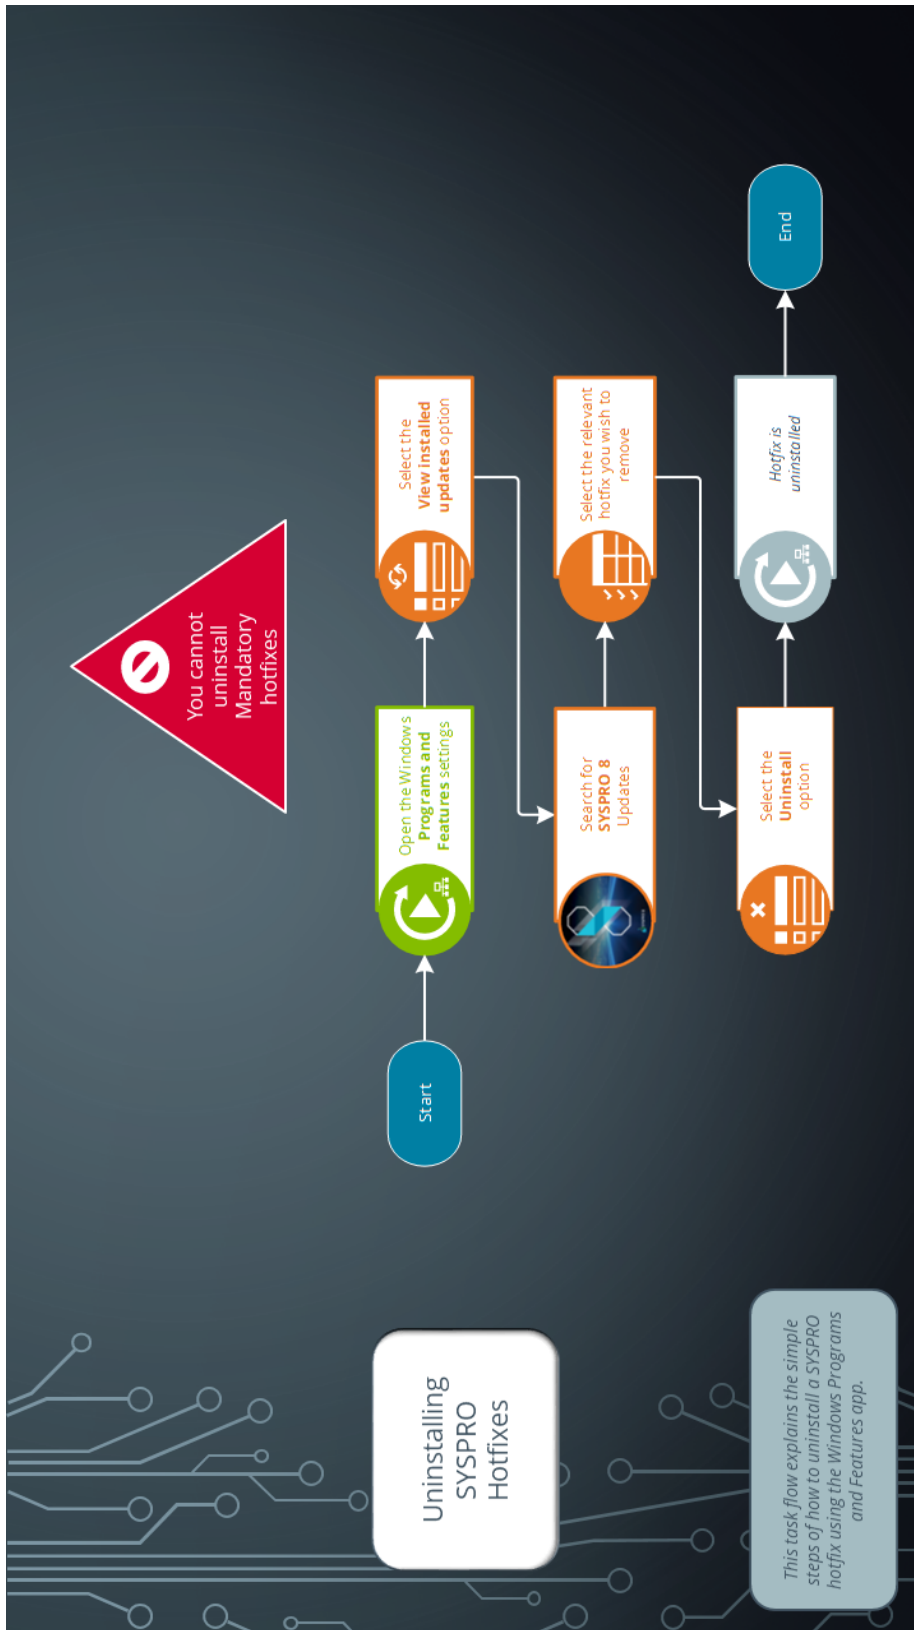 You cannot
uninstall
Mandatory
hotfixes
Uninstalling
SYSPRO
Hotfixes
Start
Open the Windows
Programs and
Features settings
Select the
View installed
updates option
Search for
SYSPRO 8
Updates
Select the relevant
hotfix you wish to
remove
Select the
Uninstall
option
Hotfix is
uninstalled
End
This task flow explains the simple
steps of how to uninstall a SYSPRO
hotfix using the Windows Programs
and Features app.